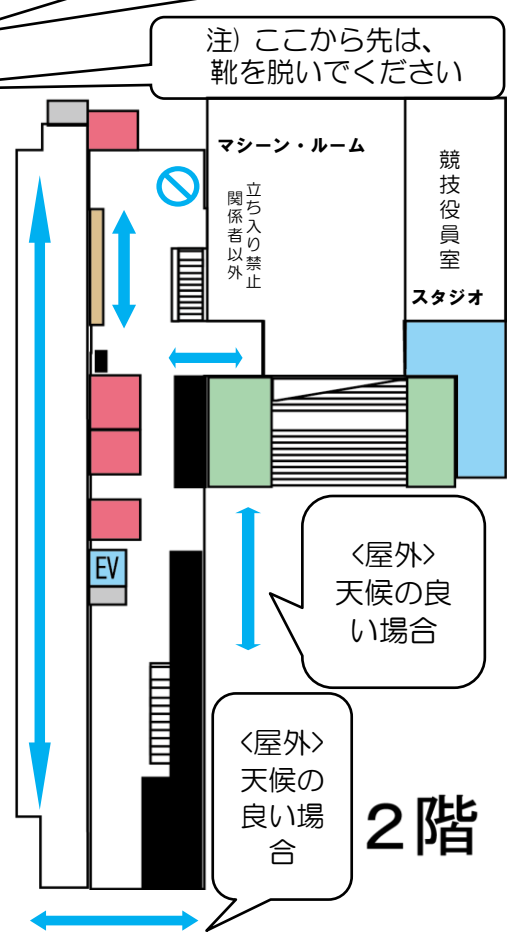 注）ここから先は、
靴を脱いでください
マシーン・ルーム
立ち入り禁止
関係者以外
競技役員室
スタジオ
EV
<屋外>
天候の良
い場合
<屋外>
天候の
良い場
合
２階